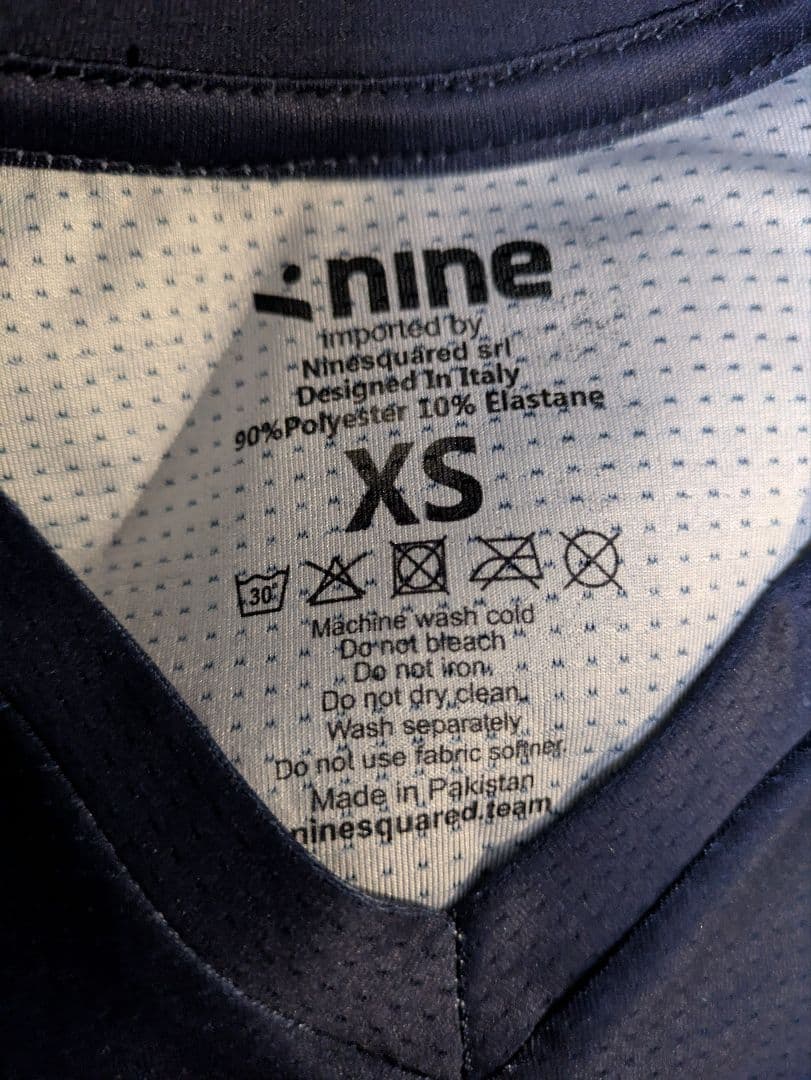 nine
imported by
Ninesquared srl
Designed In Italy
90%Polyester 10% Elastane
XS
30°
Machine wash cold
Do not bleach
Do not iron
Do not dry clean
Wash separately
Do not use fabric softner.
Made in Pakistan
ninesquared.team